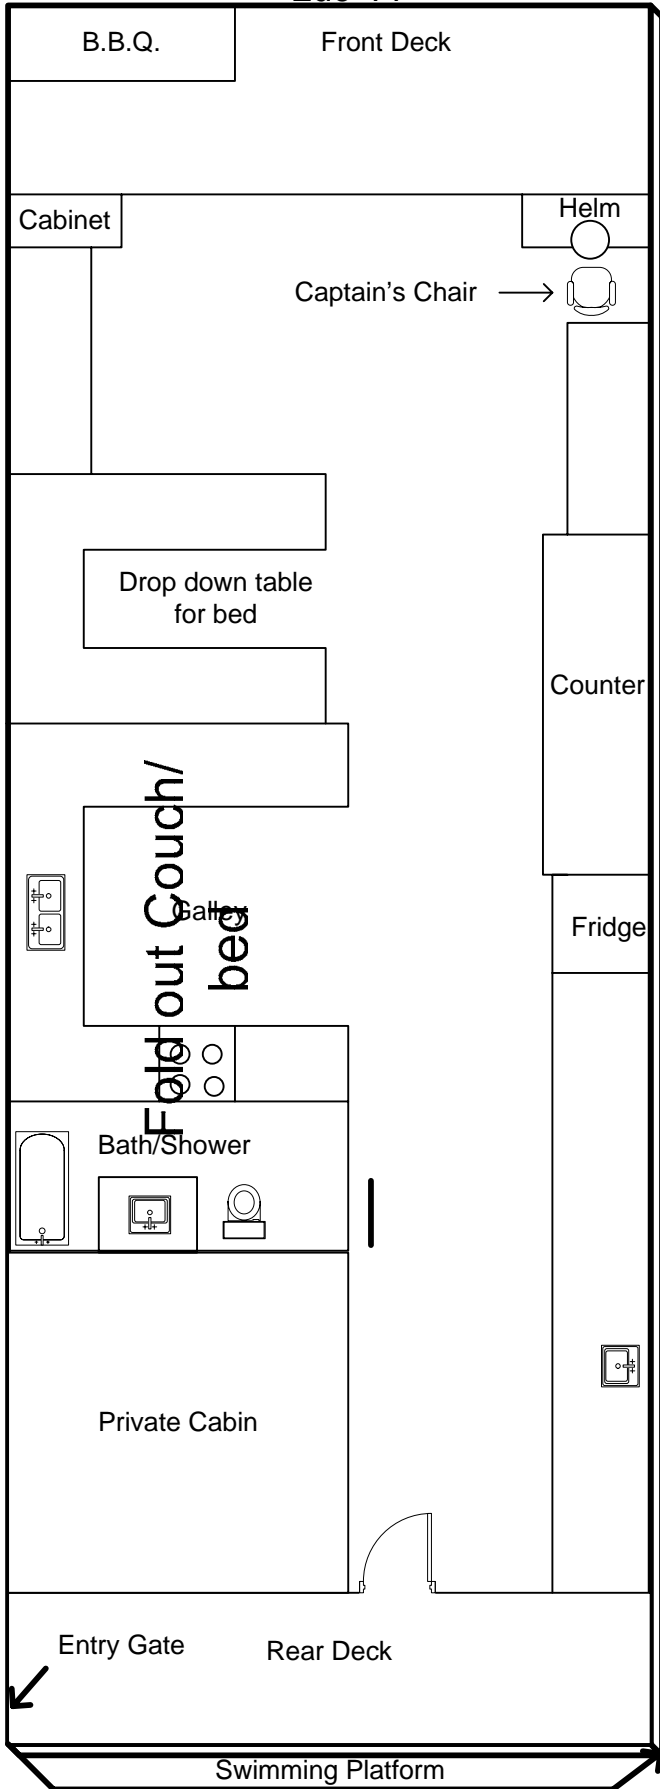 B.B.Q.
Front Deck
Cabinet
Helm
Captain's Chair
Drop down table
for bed
Counter
Fold out Couch/
bed
Galley
Fridge
Bath/Shower
Private Cabin
Entry Gate
Rear Deck
Swimming Platform